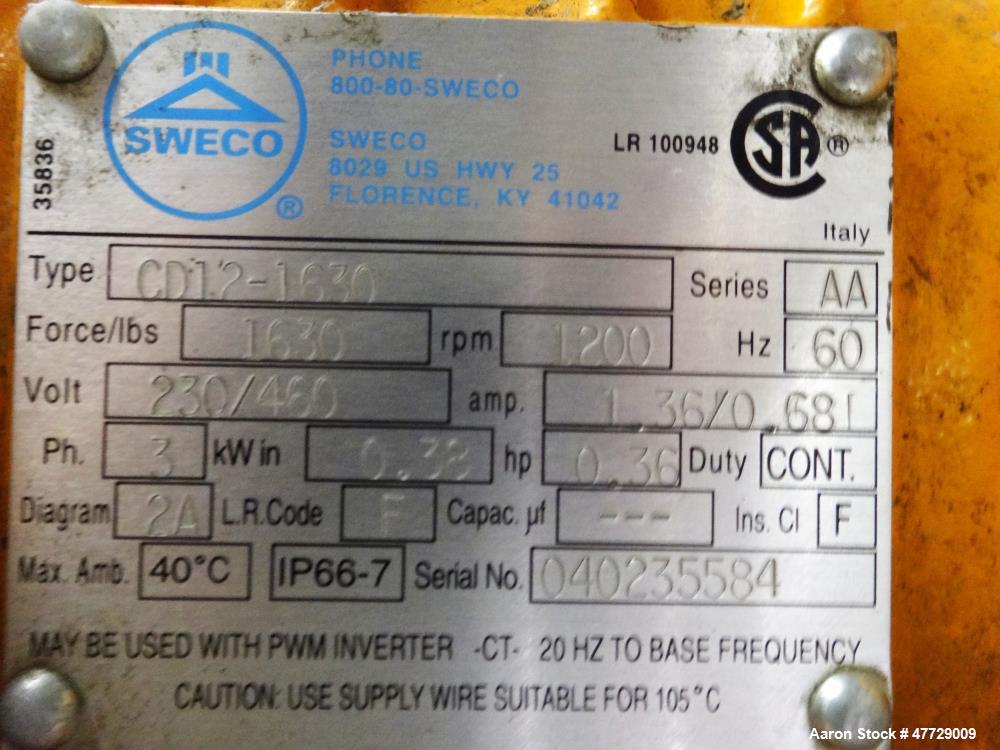 35836
SWECO
®
PHONE
800-80-SWECO
SWECO
8029 US HWY 25
FLORENCE, KY 41042
LR 100948
SA ®
Italy
Type CD12-1630 Series AA
Force/lbs 1630 rpm 1200 Hz 60
Volt 230/460 amp. 1.36/0.68
Ph. 3 kW in 0.38 hp 0.36 Duty CONT.
Diagram 2A L.R.Code F Capac. µf --- Ins. Cl F
Max. Amb. 40°C IP66-7 Serial No. 040235584
MAY BE USED WITH PWM INVERTER -CT- 20 HZ TO BASE FREQUENCY
CAUTION: USE SUPPLY WIRE SUITABLE FOR 105°C
Aaron Stock # 47729009